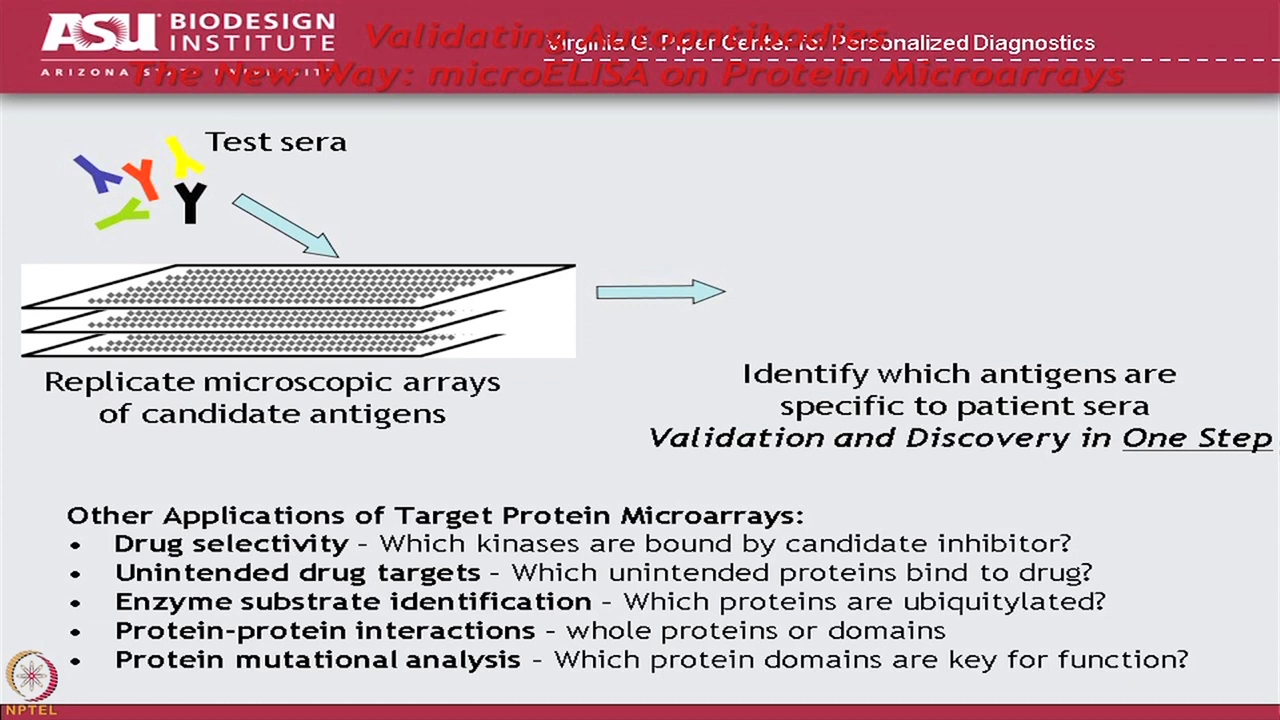 ASU BIODESIGN
INSTITUTE
ARIZONA STATE UNIVERSITY
Validating Autoantibodies
Virginia G. Piper Center for Personalized Diagnostics
The New Way: microELISA on Protein Microarrays
Test sera
Replicate microscopic arrays
of candidate antigens
Identify which antigens are
specific to patient sera
Validation and Discovery in One Step
Other Applications of Target Protein Microarrays:
• Drug selectivity – Which kinases are bound by candidate inhibitor?
• Unintended drug targets – Which unintended proteins bind to drug?
• Enzyme substrate identification – Which proteins are ubiquitylated?
• Protein-protein interactions – whole proteins or domains
• Protein mutational analysis – Which protein domains are key for function?
NPTEL